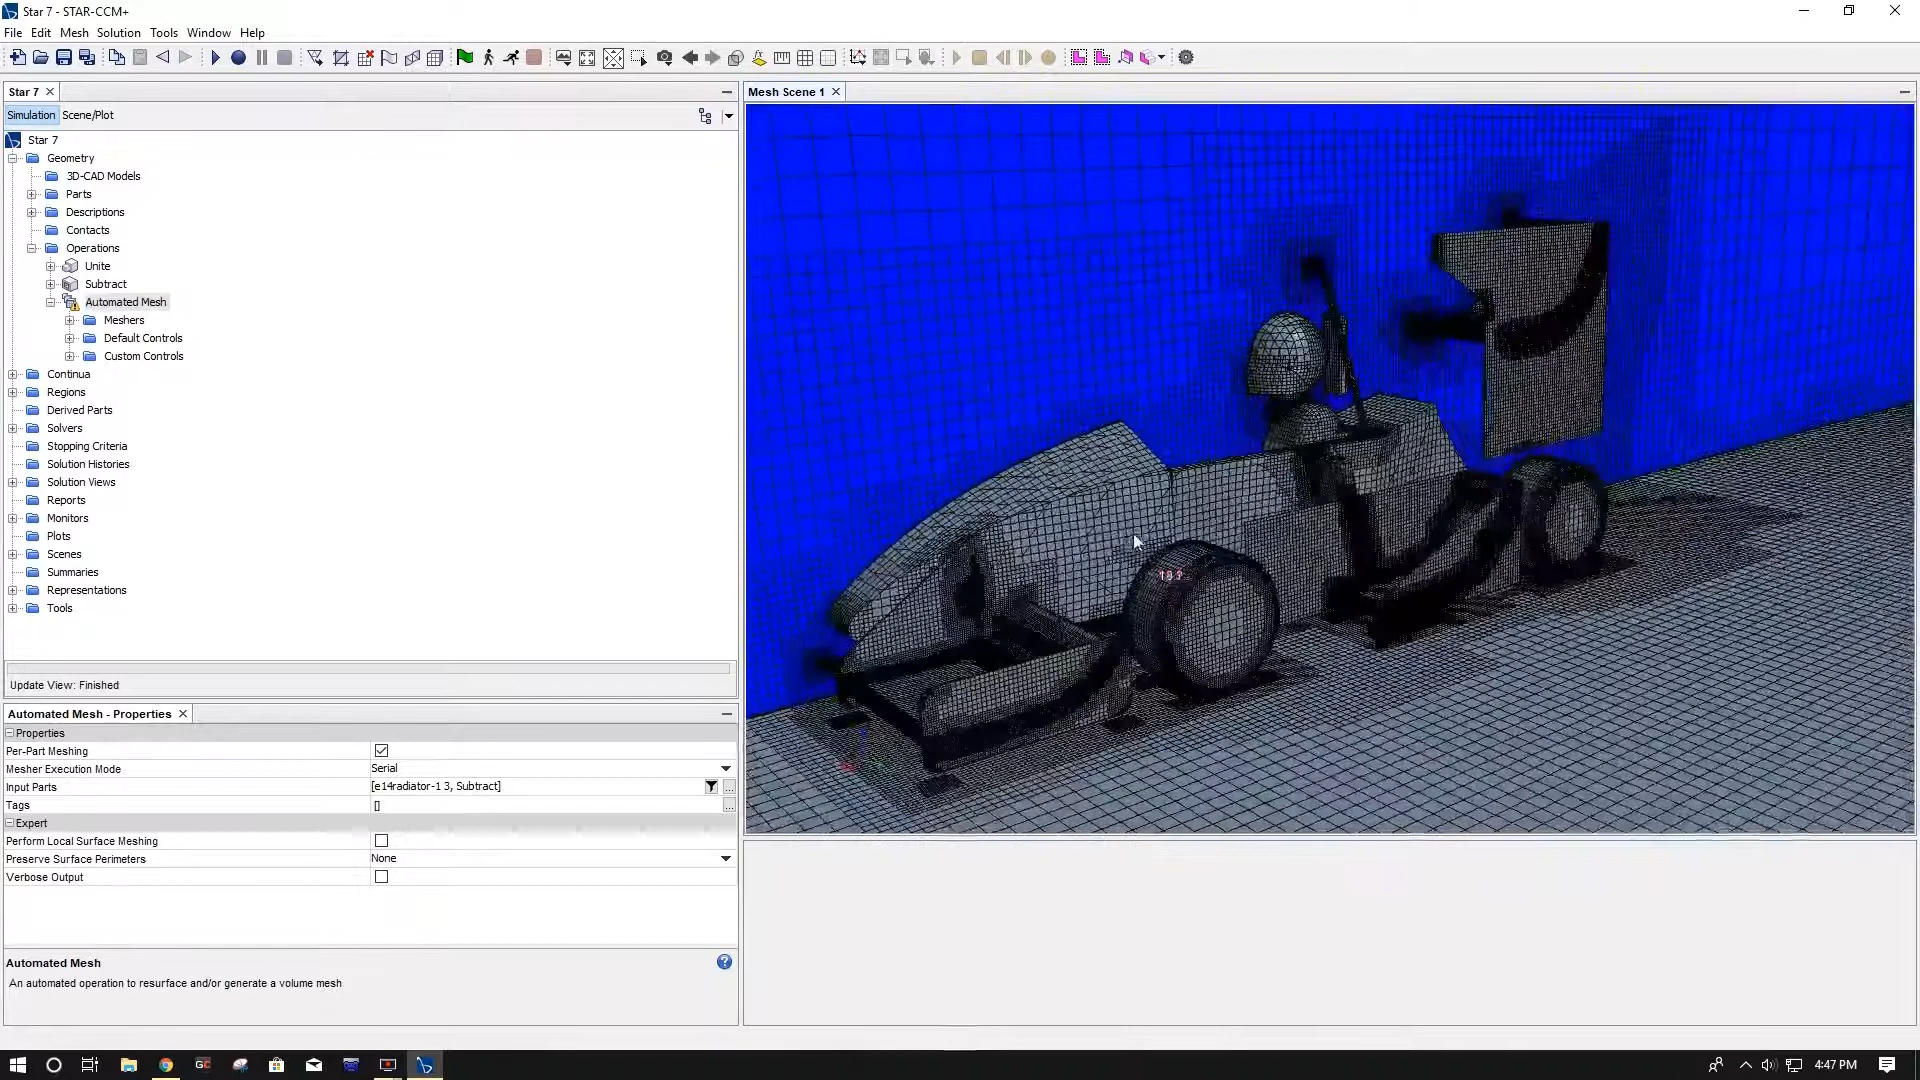 Star 7 - STAR-CCM+
File Edit Mesh Solution Tools Window Help
Star 7
Simulation Scene/Plot
Star 7
Geometry
3D-CAD Models
Parts
Descriptions
Contacts
Operations
Unite
Subtract
Automated Mesh
Meshers
Default Controls
Custom Controls
Continua
Regions
Derived Parts
Solvers
Stopping Criteria
Solution Histories
Solution Views
Reports
Monitors
Plots
Scenes
Summaries
Representations
Tools
Update View: Finished
Automated Mesh - Properties
Properties
Per-Part Meshing
Mesher Execution Mode Serial
Input Parts [e14radiator-1 3, Subtract]
Tags []
Expert
Perform Local Surface Meshing
Preserve Surface Perimeters None
Verbose Output
Automated Mesh
An automated operation to resurface and/or generate a volume mesh
Mesh Scene 1
GC
4:47 PM